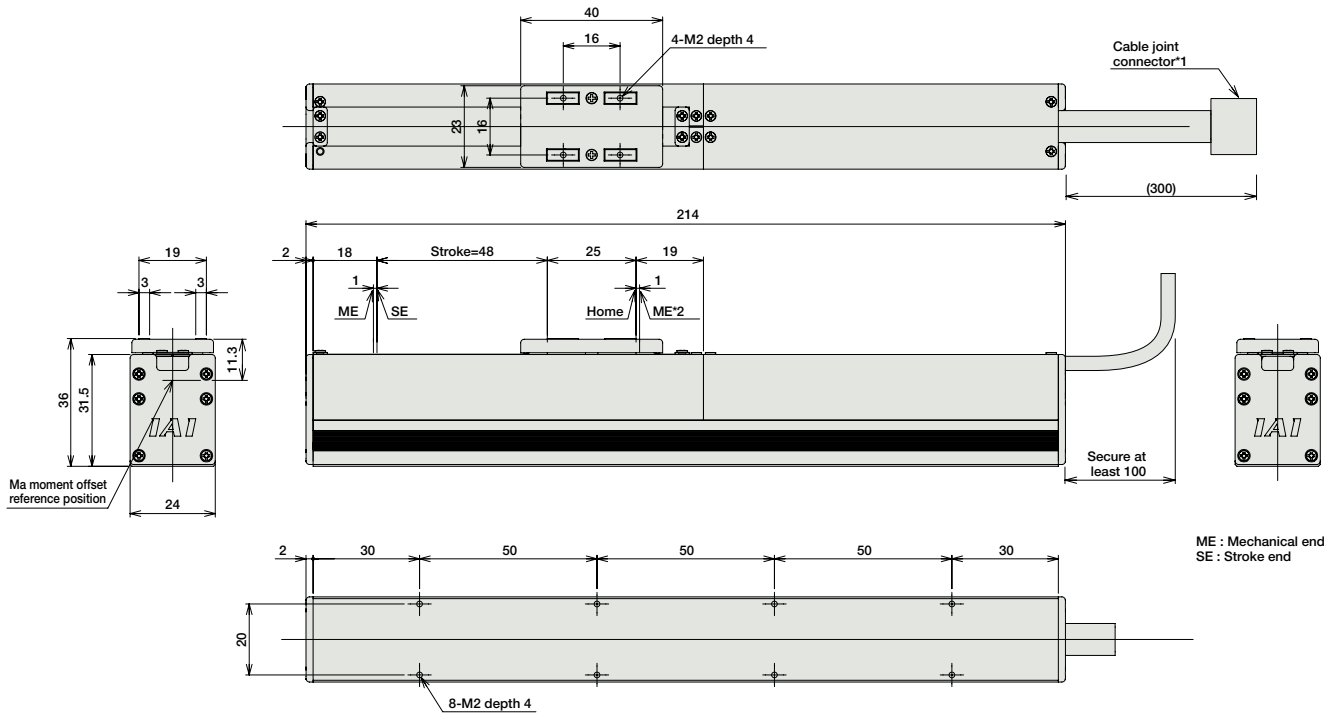 40
16
4-M2 depth 4
Cable joint
connector*1
23
16
(300)
214
2
18
Stroke=48
25
19
1
ME
SE
Home
1
ME*2
19
3
3
11.3
36
31.5
IAI
Ma moment offset
reference position
24
Secure at
least 100
IAI
ME : Mechanical end
SE : Stroke end
2
30
50
50
50
30
20
8-M2 depth 4